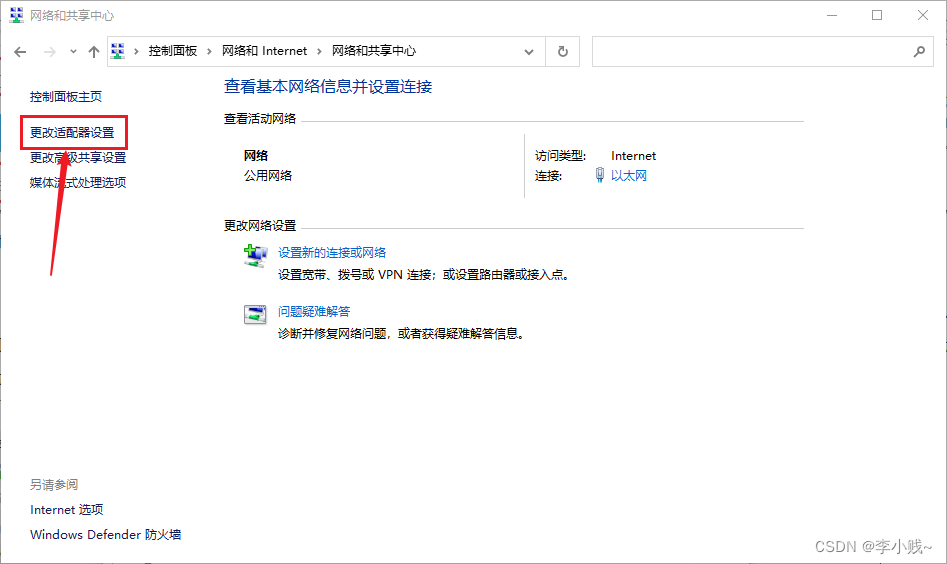 网络和共享中心
控制面板 网络和 Internet 网络和共享中心
控制面板主页
更改适配器设置
更改高级共享设置
媒体流式处理选项
查看基本网络信息并设置连接
查看活动网络
网络
公用网络
访问类型: Internet
连接: 以太网
更改网络设置
设置新的连接或网络
设置宽带、拨号或 VPN 连接；或设置路由器或接入点。
问题疑难解答
诊断并修复网络问题，或者获得疑难解答信息。
另请参阅
Internet 选项
Windows Defender 防火墙
CSDN @李小贱~